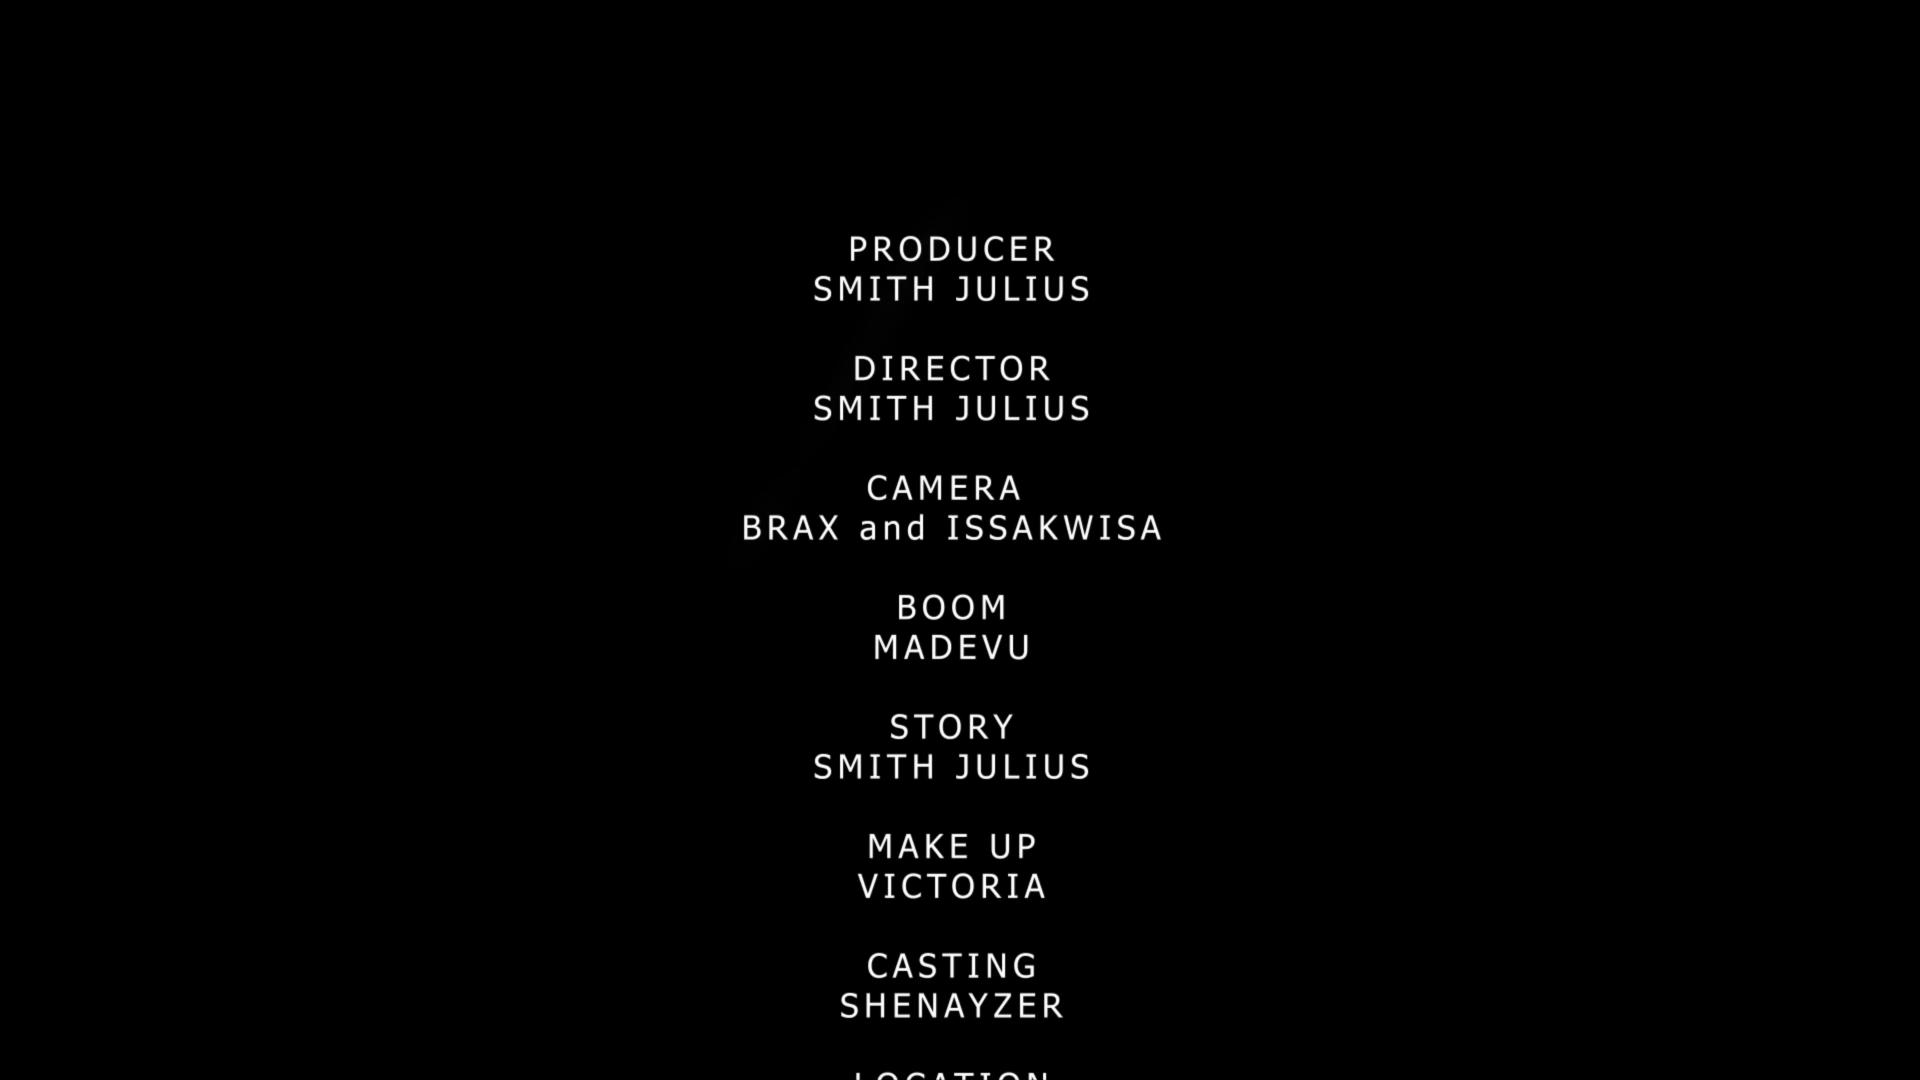 PRODUCER
SMITH JULIUS
DIRECTOR
SMITH JULIUS
CAMERA
BRAX and ISSAKWISA
BOOM
MADEVU
STORY
SMITH JULIUS
MAKE UP
VICTORIA
CASTING
SHENAYZER
LOCATION